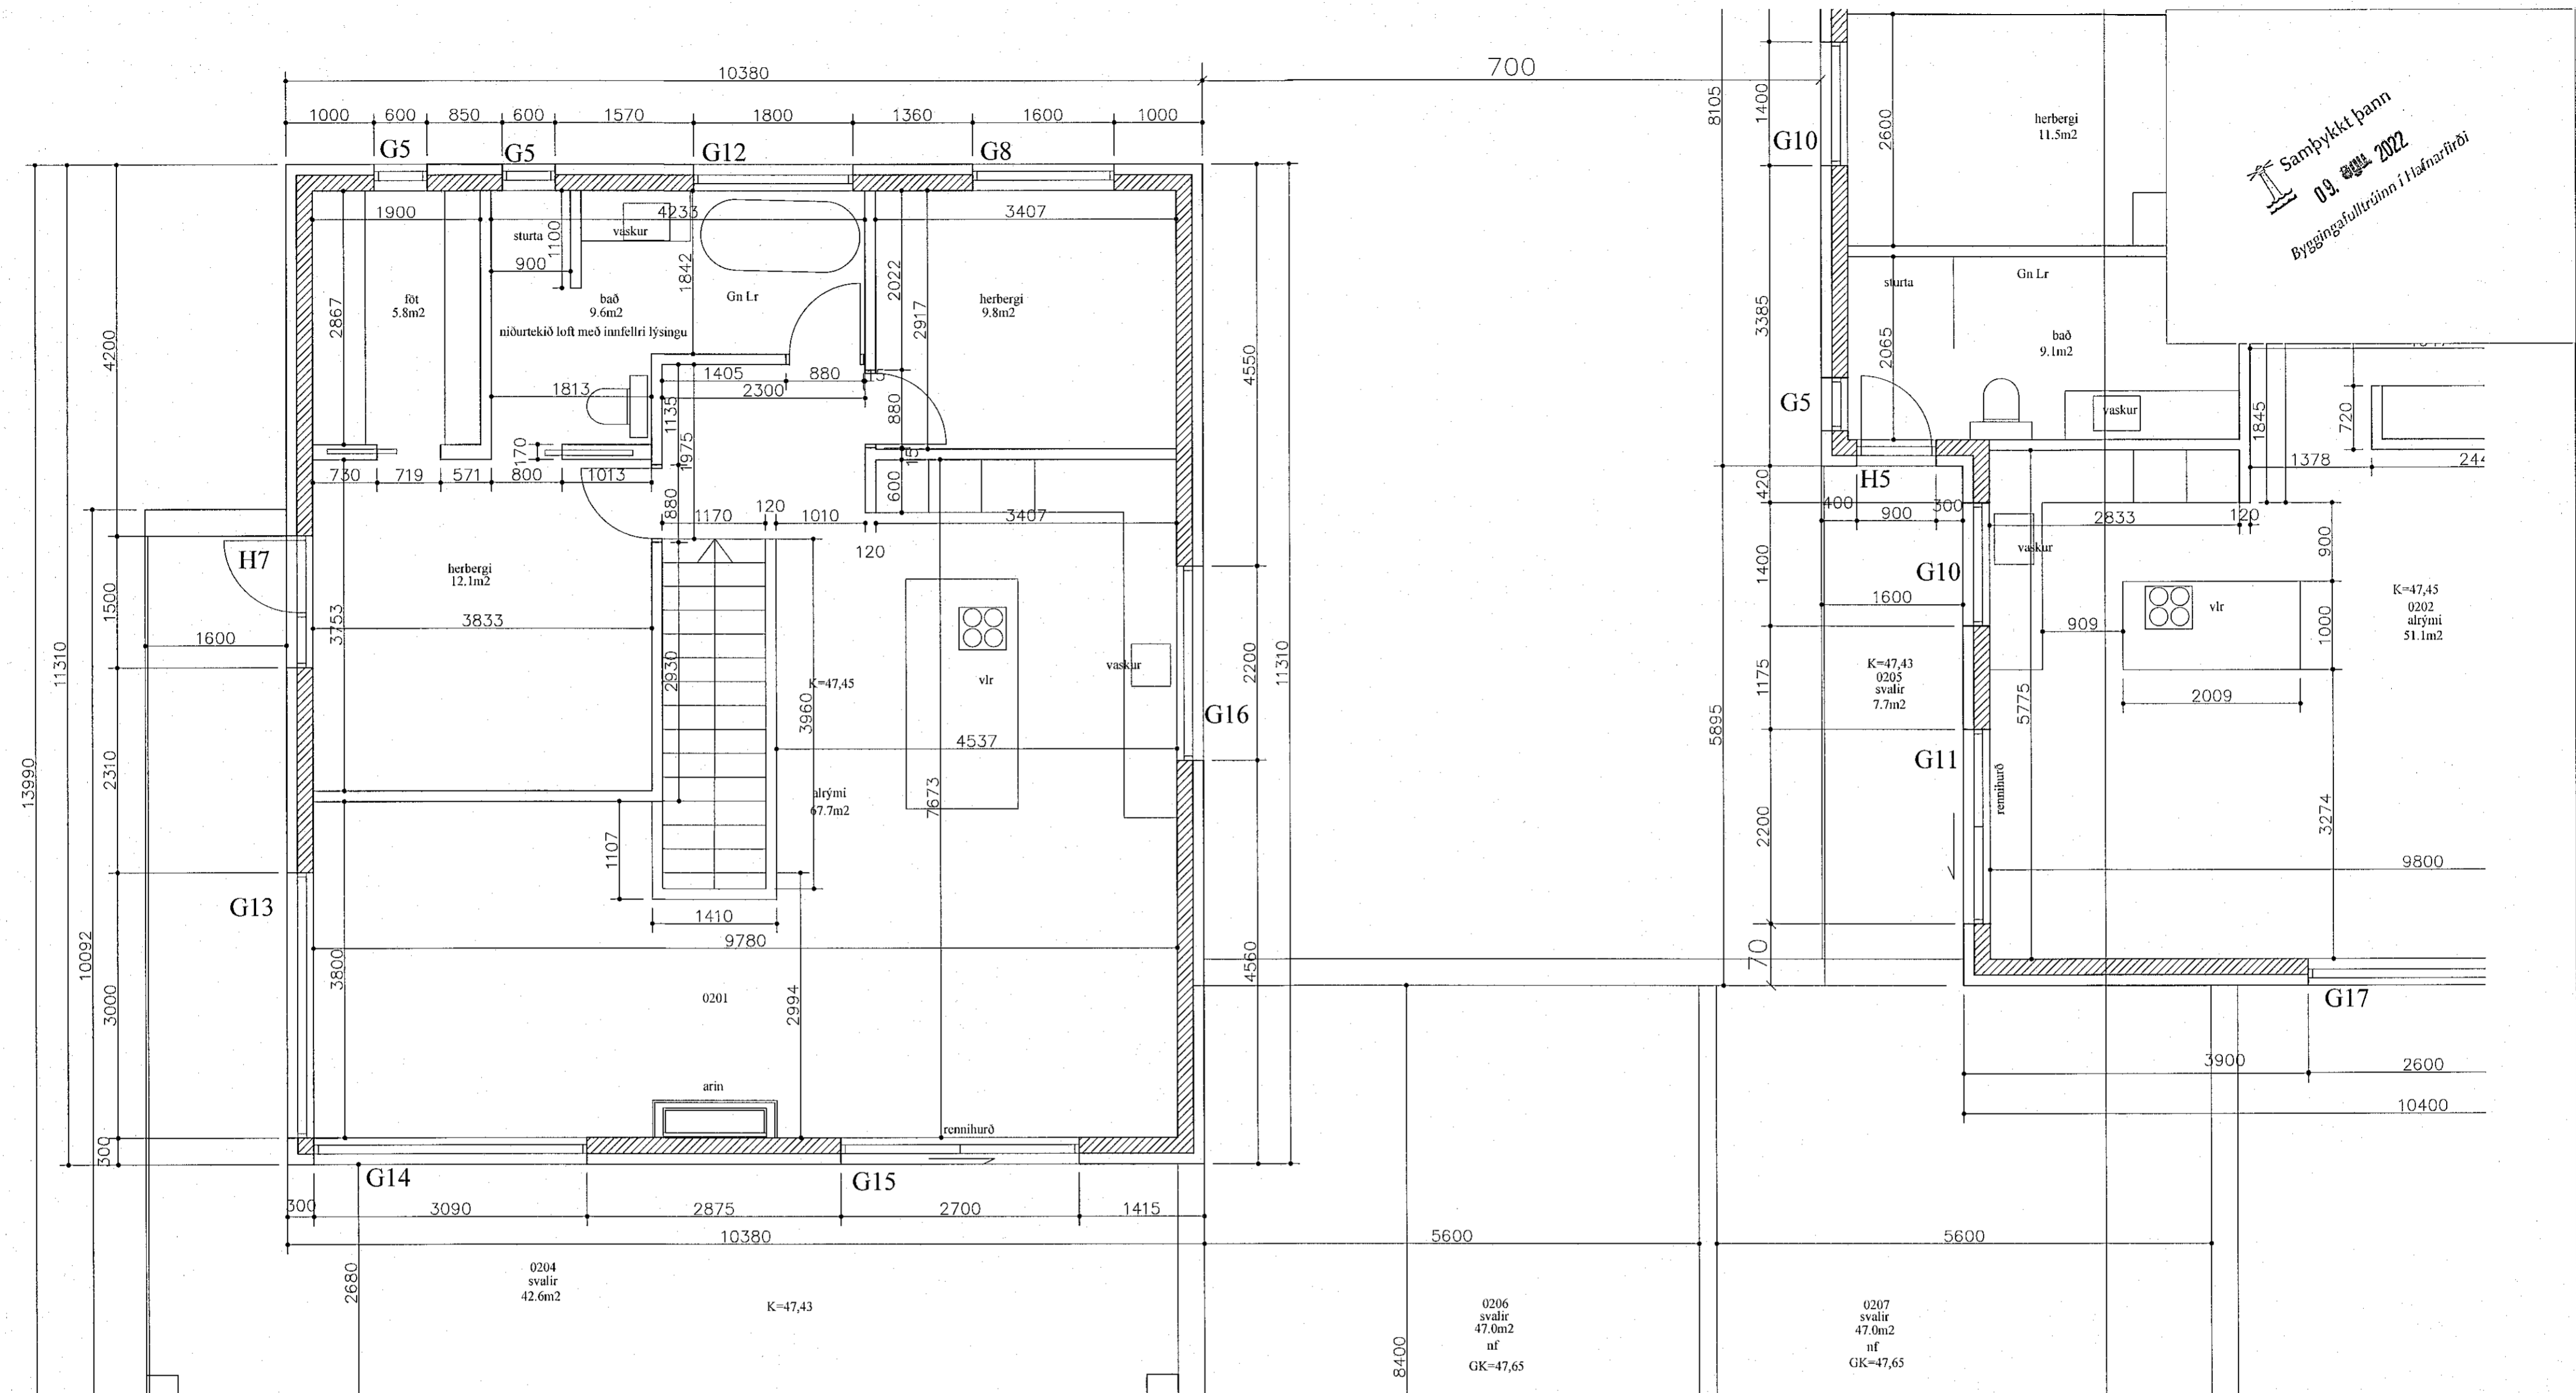 10380
700
1000 600 850 600 1570 1800 1360 1600 1000
G5 G5 G12 G8
8105
1400
G10
2600
herbergi
11.5m2
Samþykkt þann
09. 2022
Byggingafulltrúinn í Hafnarfirði
1900 4233 3407
sturta
1100
vaskur
900
1842
2022
2917
föt
5.8m2
2867
bað
9.6m2
niðurtekið loft með innfellri lýsingu
Gn Lr
herbergi
9.8m2
4200
4550
1405 880 15
2300
1813
1135
1975
880
170
730 719 571 800 1013
880
15
600
1170 120 1010 3407
120
sturta
Gn Lr
3385
2065
bað
9.1m2
G5
vaskur
1845
720
1378 244
H5
420
400 900 300
2833 120
vaskur
900
H7
1500
1600
herbergi
12.1m2
3753
3833
2930
K=47,45
3960
vlr
vaskur
2200
11310
G16
4537
alrými
67.7m2
7673
11310
13990
10092
2310
1107
1410
9780
G13
3000
3800
0201
2994
4560
arin
rennihurð
300
G14 G15
300 3090 2875 2700 1415
10380
5600 5600
2680
0204
svalir
42.6m2
K=47,43
8400
0206
svalir
47.0m2
nf
GK=47,65
0207
svalir
47.0m2
nf
GK=47,65
1400
G10
1600
909
vlr
1000
K=47,45
0202
alrými
51.1m2
2009
5895
1175
K=47,43
0205
svalir
7.7m2
5775
G11
rennihurð
2200
3274
9800
70
G17
3900 2600
10400